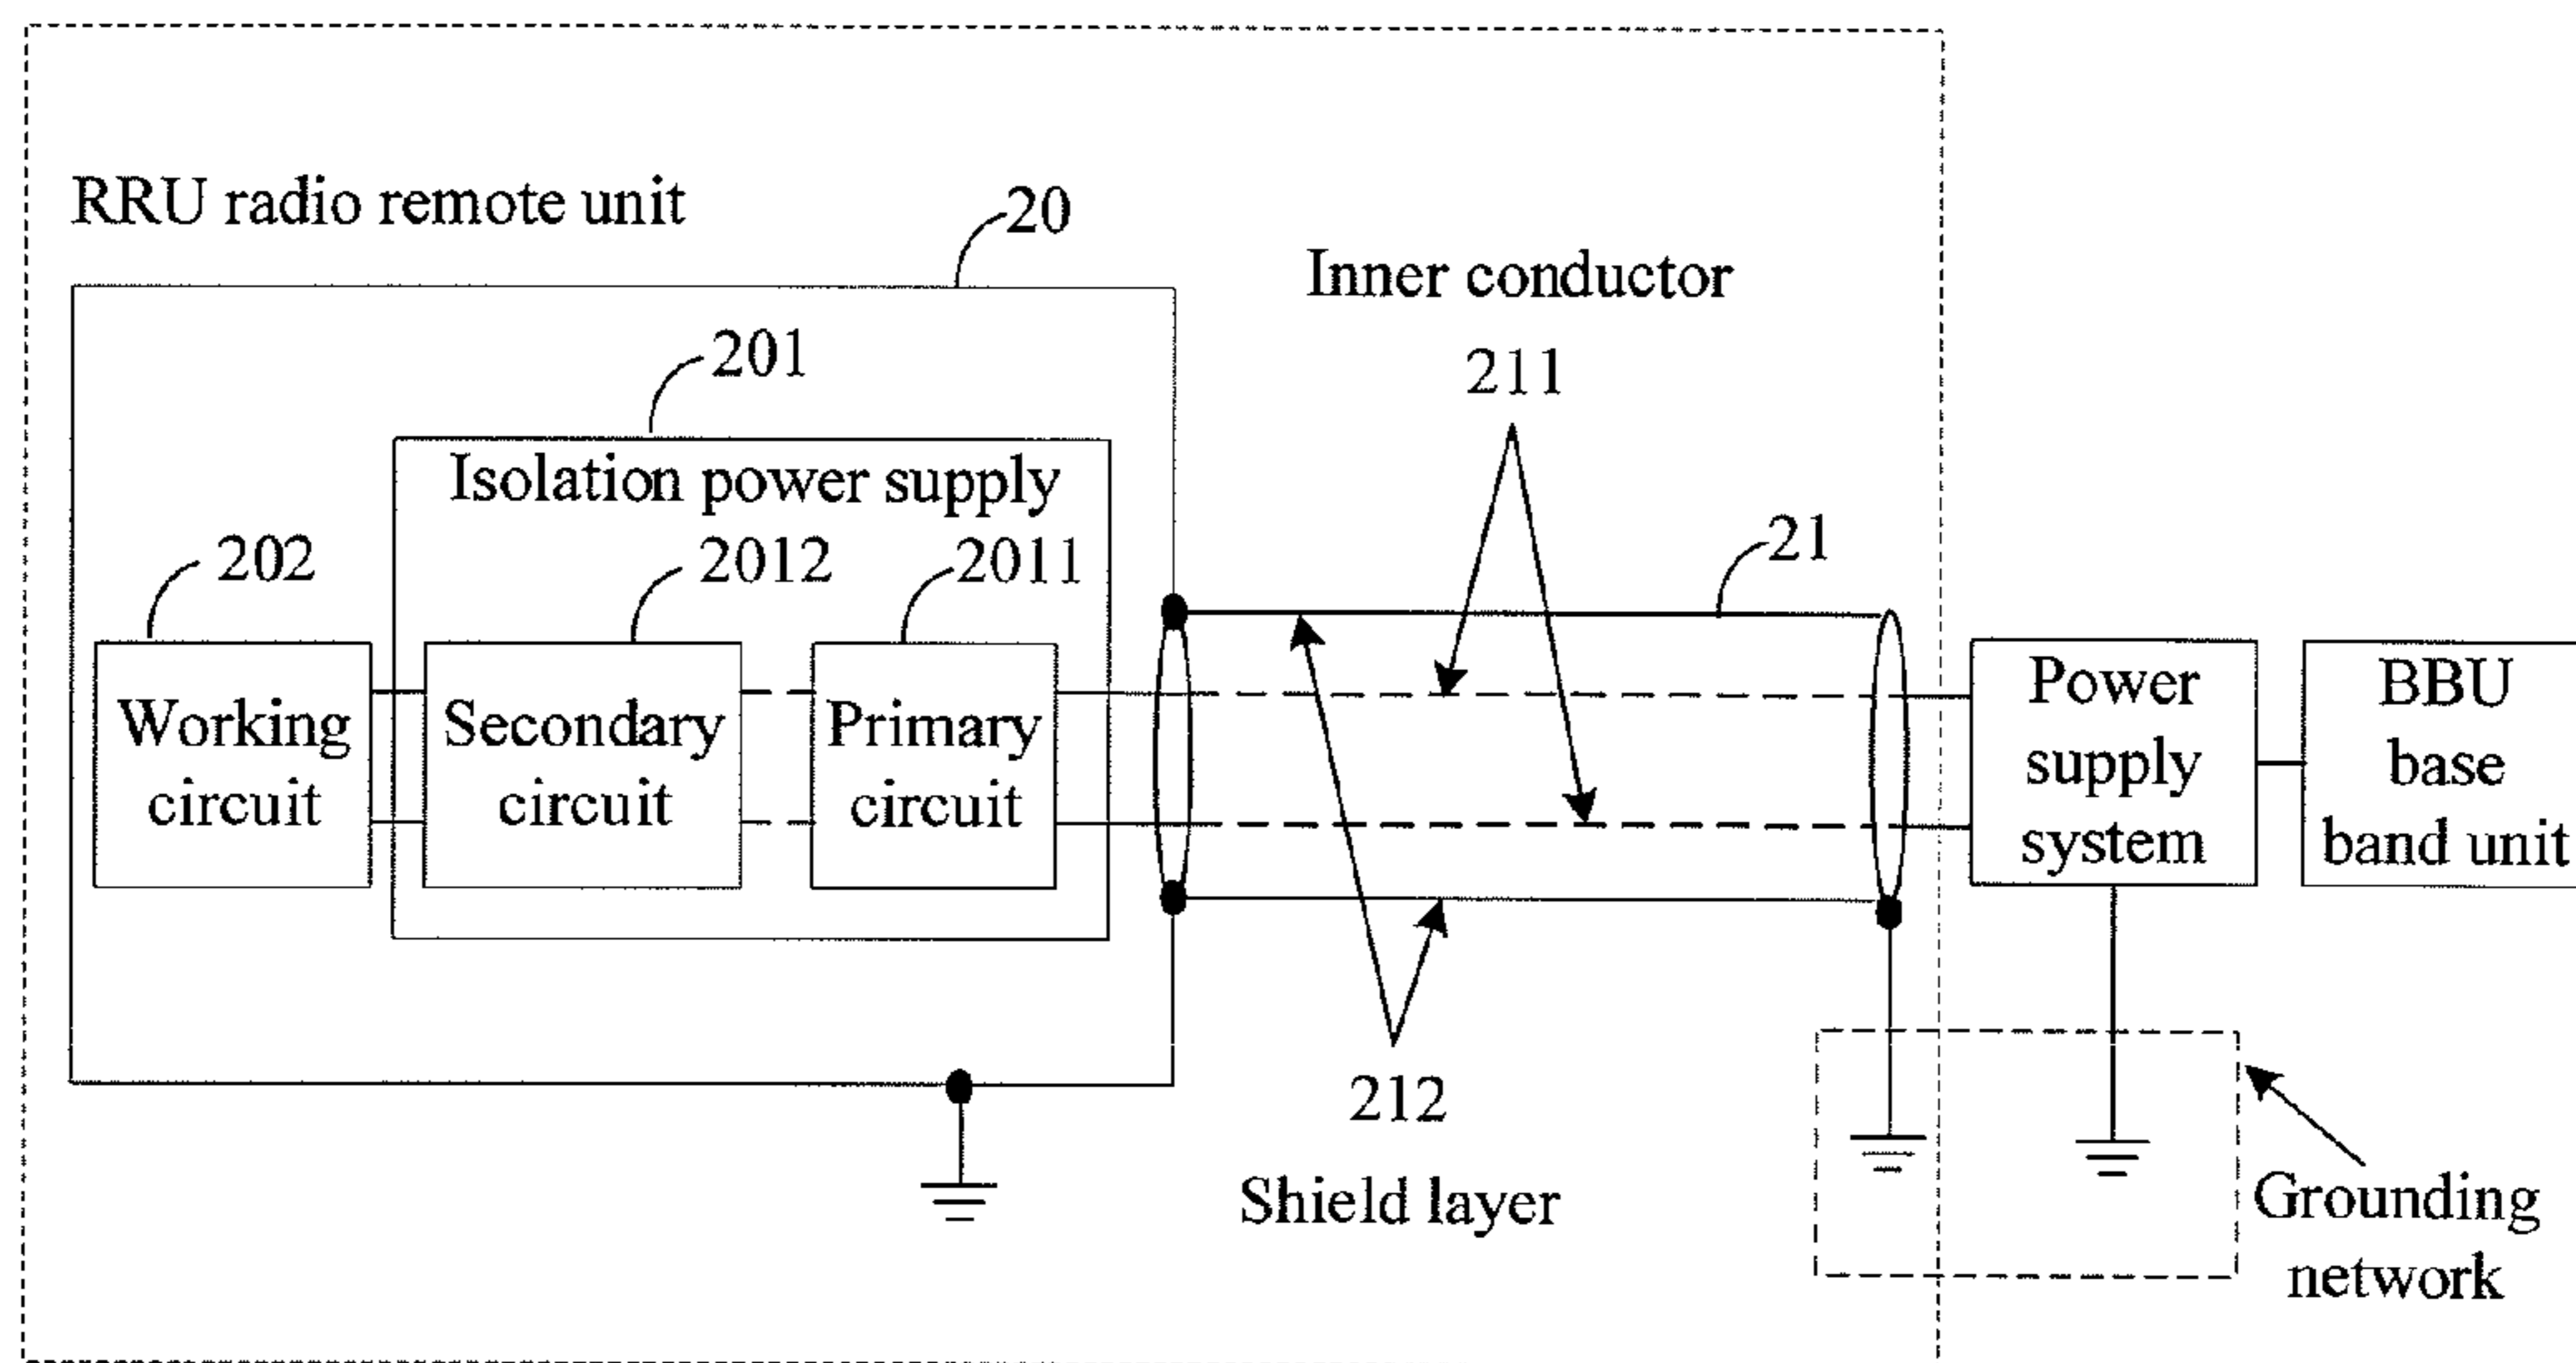 RRU radio remote unit
20
Inner conductor
211
201
Isolation power supply
202
2012
2011
21
Working
circuit
Secondary
circuit
Primary
circuit
Power
supply
system
BBU
base
band unit
212
Shield layer
Grounding
network